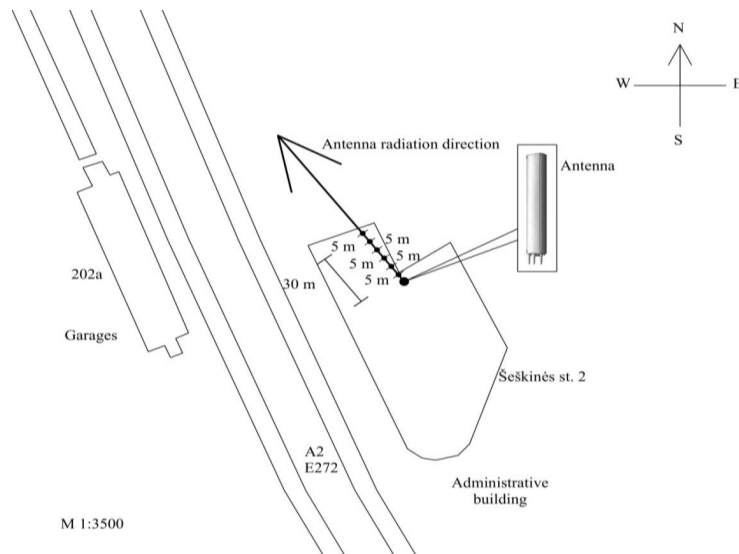 N
W
E
S
Antenna radiation direction
Antenna
5 m
5 m
5 m
5 m
5 m
30 m
202a
Garages
Šeškinės st. 2
A2
E272
Administrative
building
M 1:3500